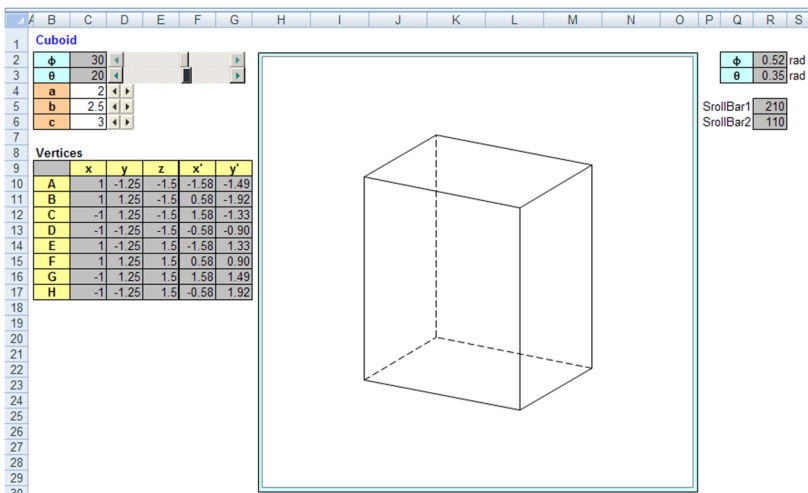 A B C D E F G H I J K L M N O P Q R S
1 Cuboid
2 ϕ 30 ϕ 0.52 rad
3 θ 20 θ 0.35 rad
4 a 2
5 b 2.5 SrollBar1 210
6 c 3 SrollBar2 110
7
8 Vertices
9 x y z x' y'
10 A 1 -1.25 -1.5 -1.58 -1.49
11 B 1 1.25 -1.5 0.58 -1.92
12 C -1 1.25 -1.5 1.58 -1.33
13 D -1 -1.25 -1.5 -0.58 -0.90
14 E 1 -1.25 1.5 -1.58 1.33
15 F 1 1.25 1.5 0.58 0.90
16 G -1 1.25 1.5 1.58 1.49
17 H -1 -1.25 1.5 -0.58 1.92
18
19
20
21
22
23
24
25
26
27
28
29
30